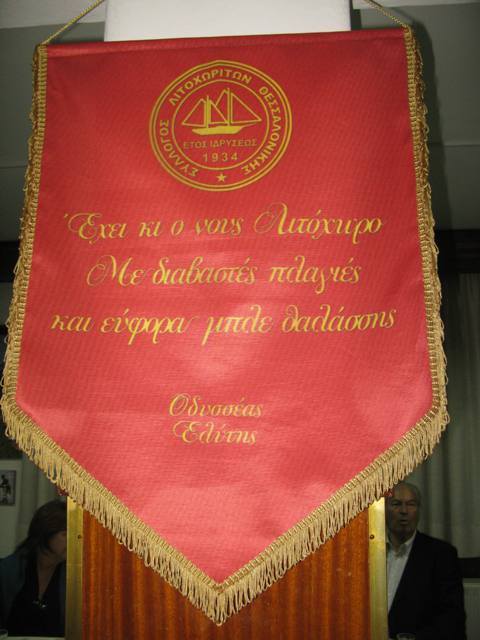 ΣΥΛΛΟΓΟΣ ΛΙΤΟΧΩΡΙΤΩΝ ΘΕΣΣΑΛΟΝΙΚΗΣ
ΕΤΟΣ ΙΔΡΥΣΕΩΣ
1934
Έχει κι ο νους Λιτόχωρο
Με διαβαστές πλαγιές
και εύφορα μπλε θαλάσσης
Οδυσσέας
Ελύτης